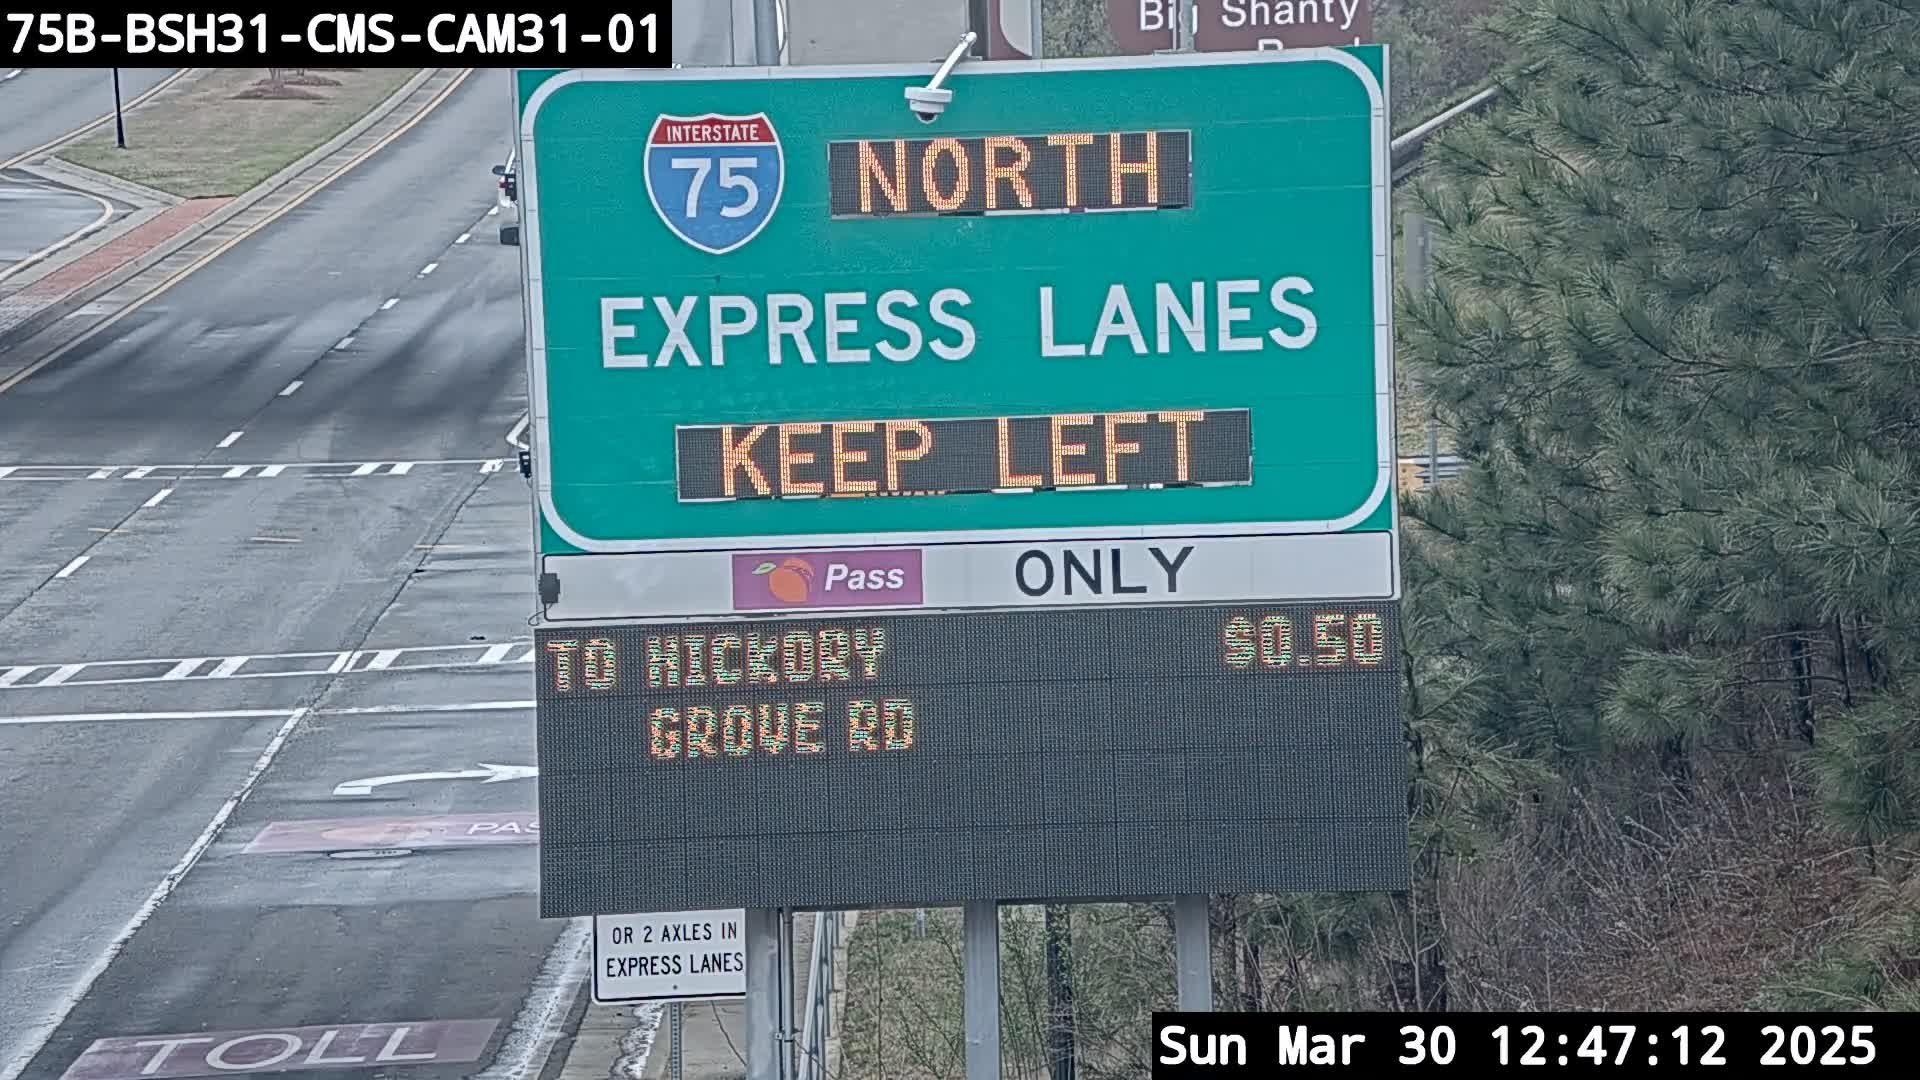 75B-BSH31-CMS-CAM31-01
Big Shanty
INTERSTATE
75
NORTH
EXPRESS LANES
KEEP LEFT
Pass ONLY
TO HICKORY $0.50
GROVE RD
OR 2 AXLES IN
EXPRESS LANES
TOLL
Sun Mar 30 12:47:12 2025